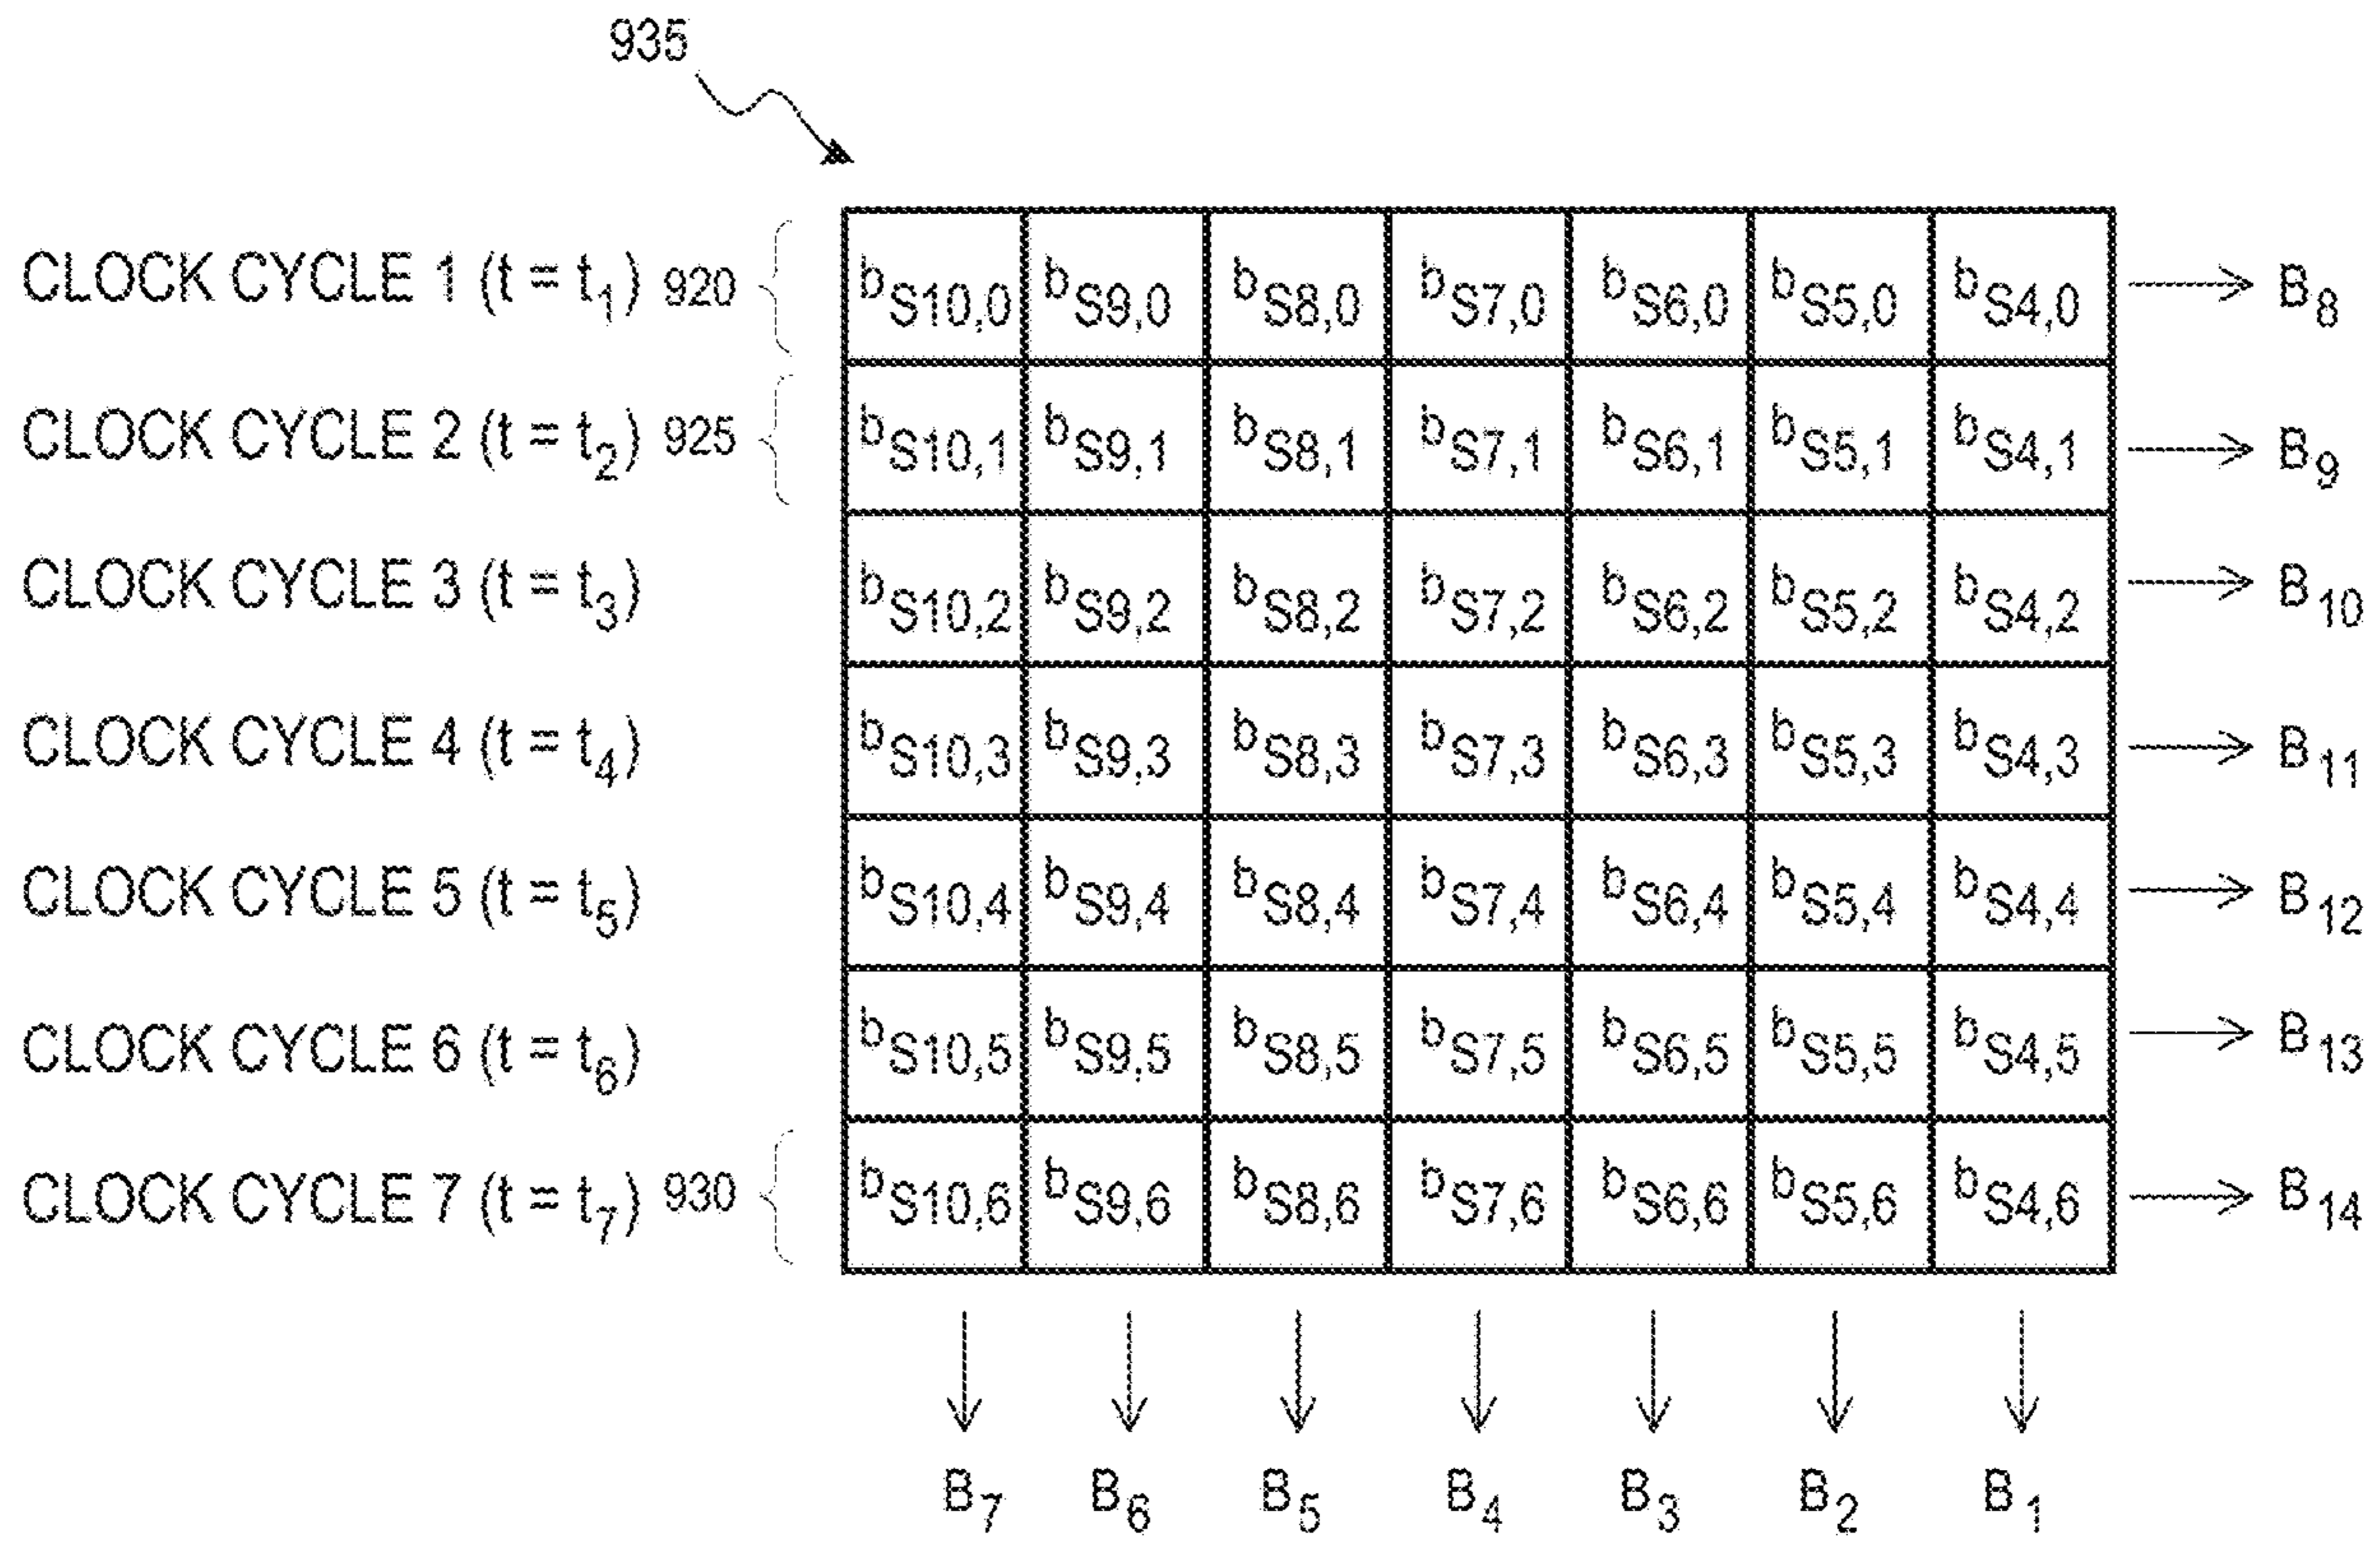 935
CLOCK CYCLE 1 (t = t1) 920 bS10,0 bS9,0 bS8,0 bS7,0 bS6,0 bS5,0 bS4,0 B8
CLOCK CYCLE 2 (t = t2) 925 bS10,1 bS9,1 bS8,1 bS7,1 bS6,1 bS5,1 bS4,1 B9
CLOCK CYCLE 3 (t = t3) bS10,2 bS9,2 bS8,2 bS7,2 bS6,2 bS5,2 bS4,2 B10
CLOCK CYCLE 4 (t = t4) bS10,3 bS9,3 bS8,3 bS7,3 bS6,3 bS5,3 bS4,3 B11
CLOCK CYCLE 5 (t = t5) bS10,4 bS9,4 bS8,4 bS7,4 bS6,4 bS5,4 bS4,4 B12
CLOCK CYCLE 6 (t = t6) bS10,5 bS9,5 bS8,5 bS7,5 bS6,5 bS5,5 bS4,5 B13
CLOCK CYCLE 7 (t = t7) 930 bS10,6 bS9,6 bS8,6 bS7,6 bS6,6 bS5,6 bS4,6 B14
B7 B6 B5 B4 B3 B2 B1